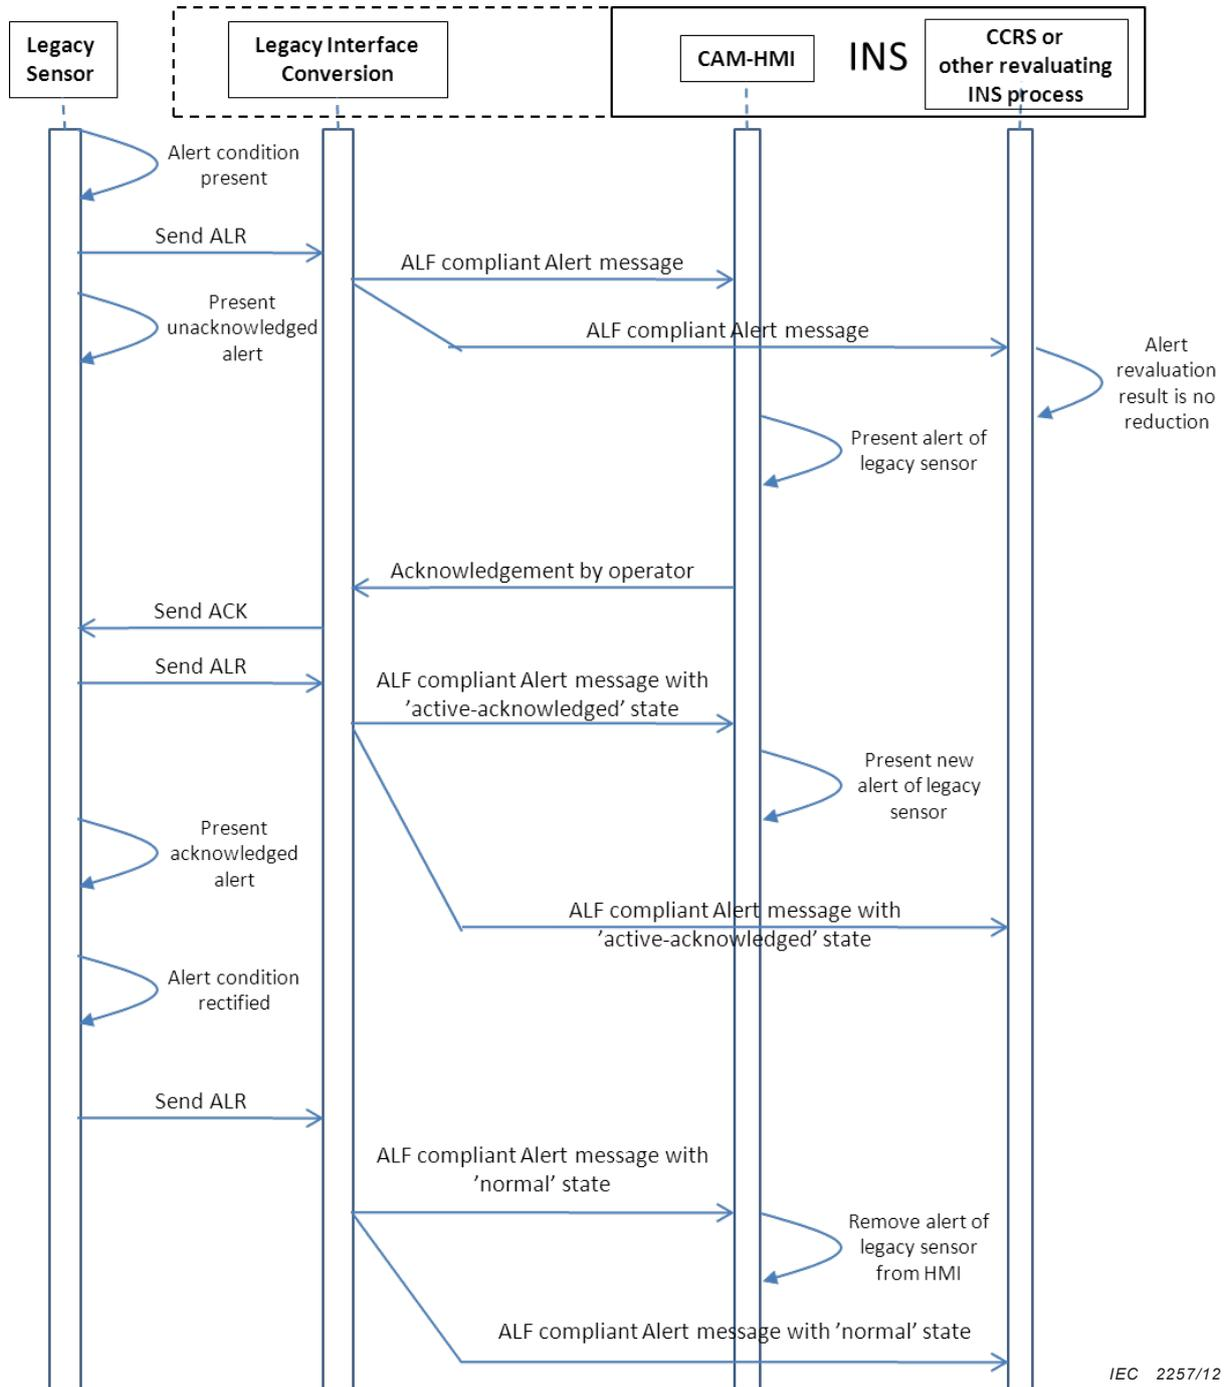 Legacy
Sensor
Legacy Interface
Conversion
CAM-HMI
INS
CCRS or
other revaluating
INS process
Alert condition
present
Send ALR
ALF compliant Alert message
Present
unacknowledged
alert
ALF compliant Alert message
Alert
revaluation
result is no
reduction
Present alert of
legacy sensor
Acknowledgement by operator
Send ACK
Send ALR
ALF compliant Alert message with
’active-acknowledged’ state
Present new
alert of legacy
sensor
Present
acknowledged
alert
ALF compliant Alert message with
’active-acknowledged’ state
Alert condition
rectified
Send ALR
ALF compliant Alert message with
’normal’ state
Remove alert of
legacy sensor
from HMI
ALF compliant Alert message with ’normal’ state
IEC 2257/12